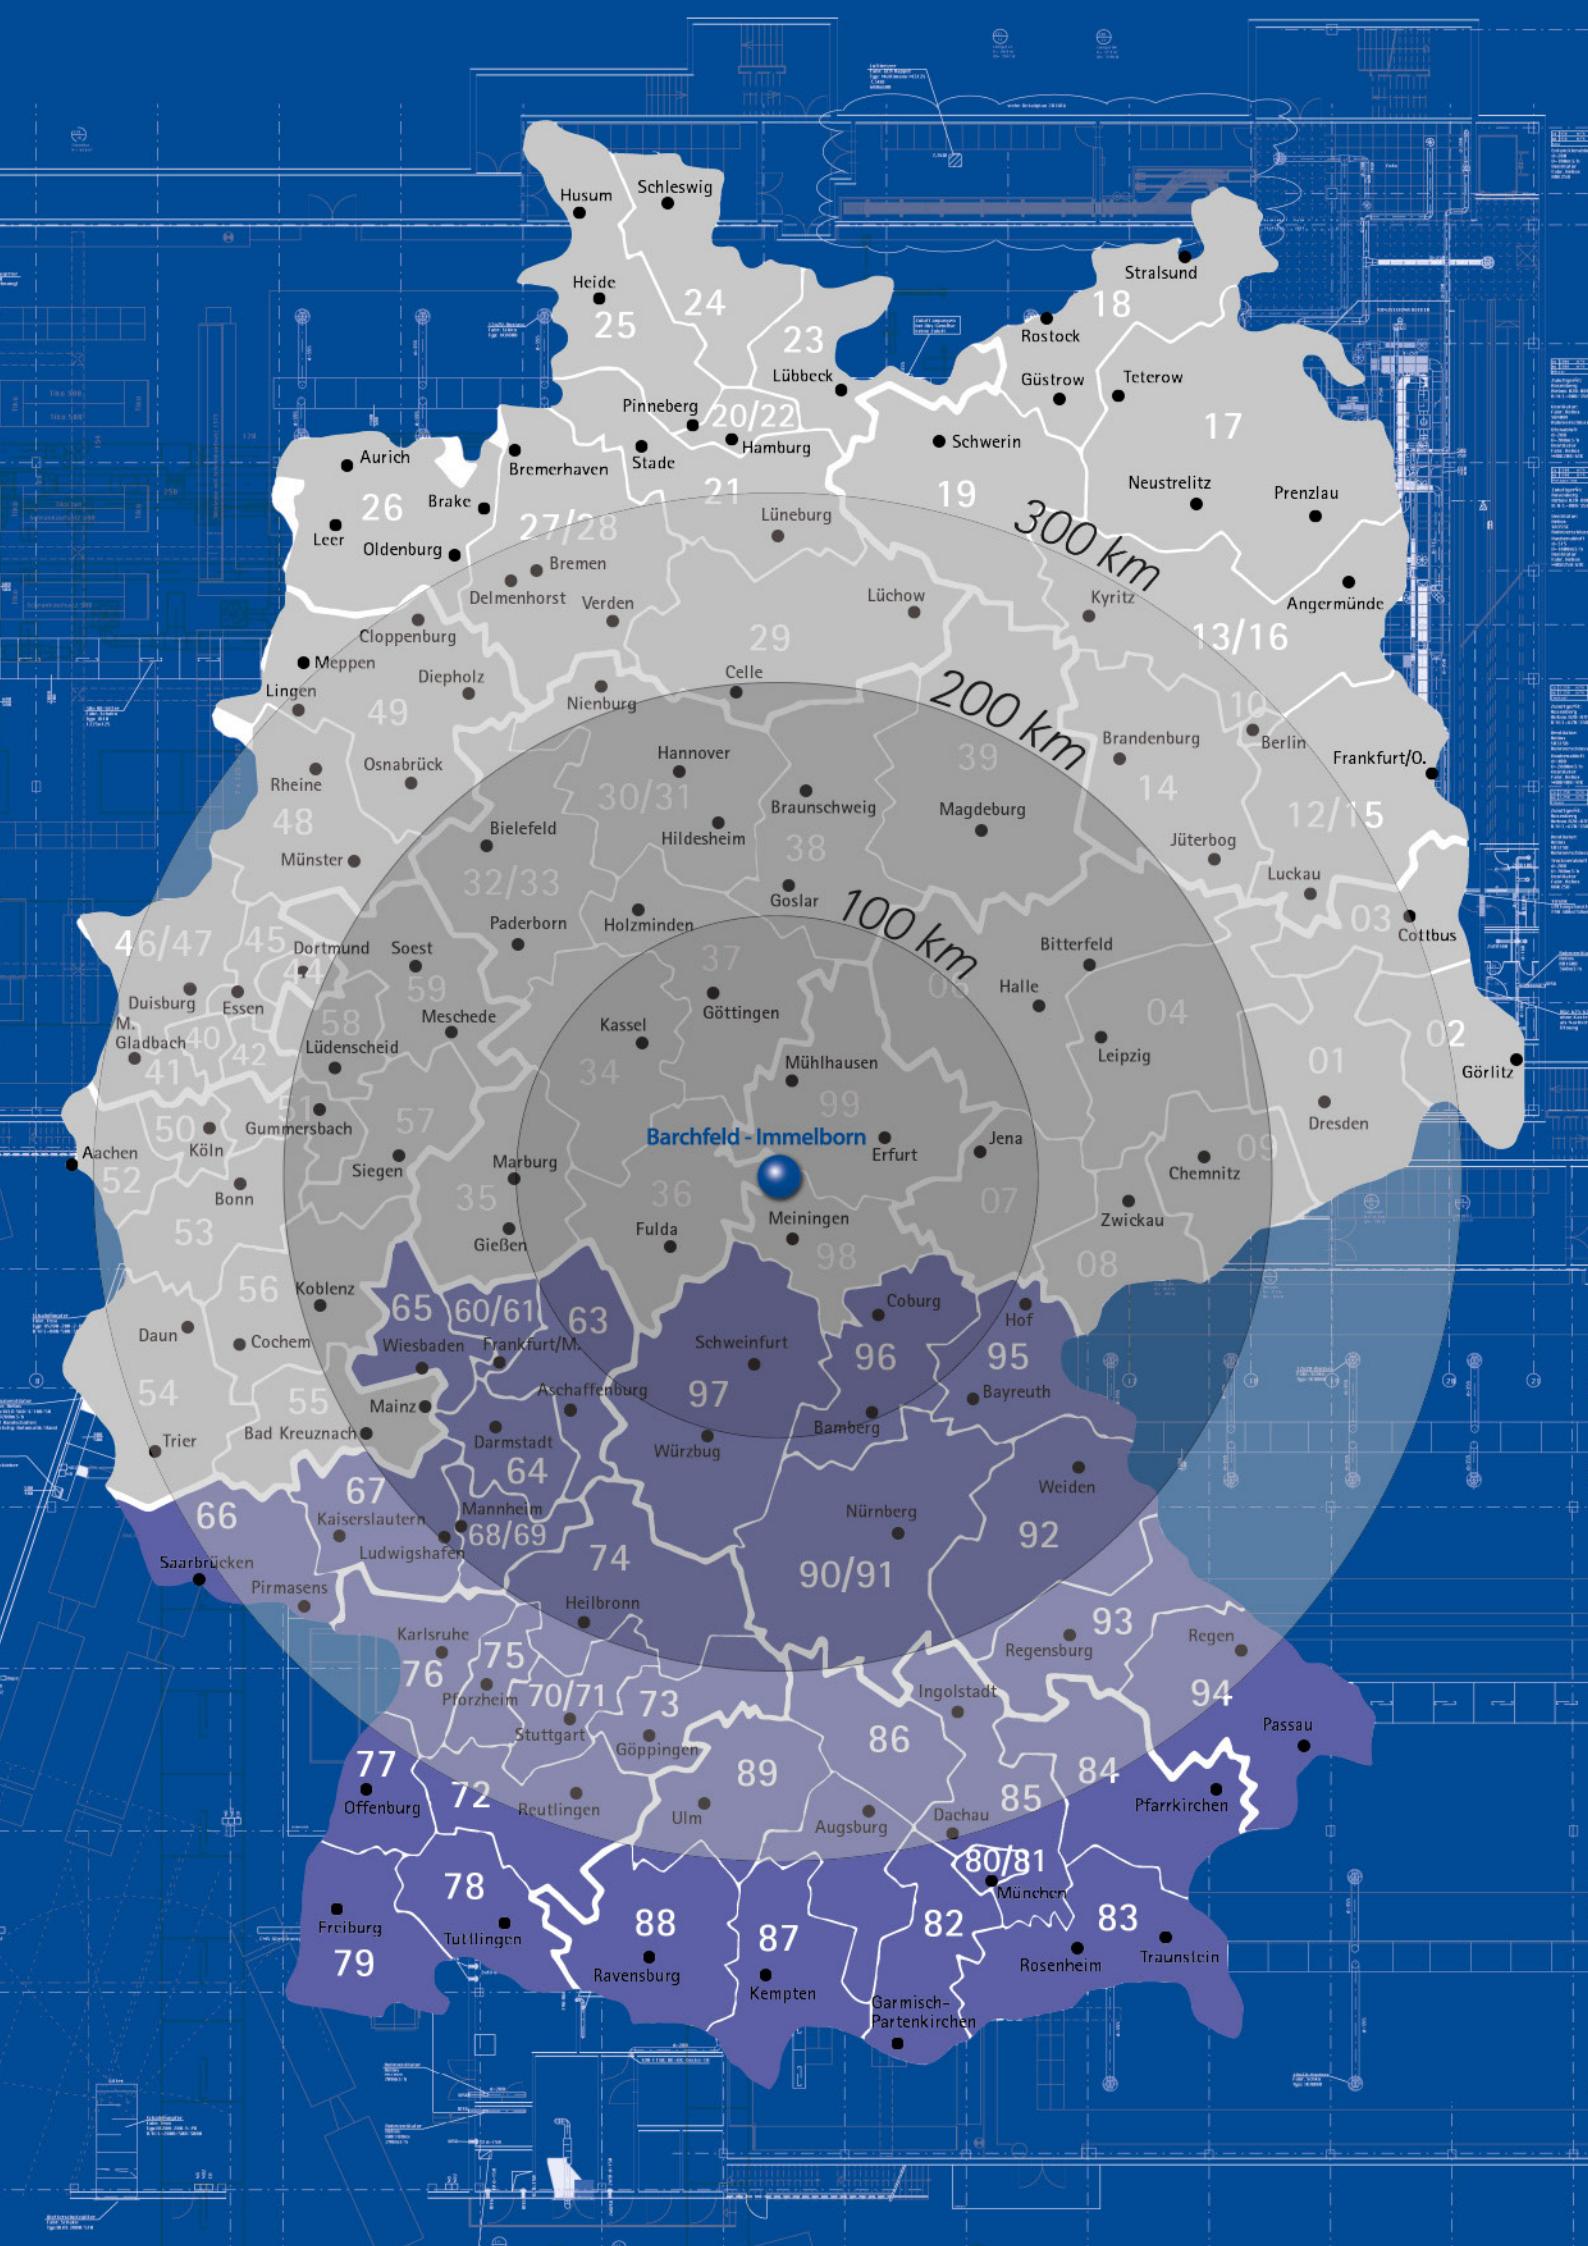 Husum
Schleswig
Heide
25
24
23
Lübbeck
Stralsund
18
Rostock
Güstrow
Teterow
17
Pinneberg
20/22
Hamburg
Stade
Schwerin
19
Neustrelitz
Prenzlau
Angermünde
Aurich
26
Leer
Brake
Oldenburg
Bremerhaven
27/28
21
Lüneburg
300 km
Bremen
Delmenhorst
Verden
Lüchow
Kyritz
13/16
Cloppenburg
29
Meppen
Lingen
Diepholz
Nienburg
Celle
49
200 km
10
Berlin
Brandenburg
14
Frankfurt/O.
Rheine
Osnabrück
Hannover
30/31
Braunschweig
39
Magdeburg
12/15
48
Münster
Bielefeld
Hildesheim
38
Jüterbog
Luckau
32/33
Goslar
Paderborn
Holzminden
100 km
03
Cottbus
46/47
45
Dortmund
44
Soest
59
37
Göttingen
06
Bitterfeld
Halle
04
Leipzig
02
Görlitz
Duisburg
Essen
M.
Gladbach
40
42
41
58
Lüdenscheid
Meschede
Kassel
34
Mühlhausen
99
01
Dresden
50
Köln
51
Gummersbach
57
Siegen
Marburg
Barchfeld - Immelborn
Erfurt
Jena
09
Chemnitz
Aachen
52
Bonn
53
35
Gießen
36
Fulda
Meiningen
98
07
Zwickau
08
56
Koblenz
65
60/61
63
Coburg
Hof
Daun
Cochem
Wiesbaden
Frankfurt/M.
Schweinfurt
96
95
54
55
Mainz
Aschaffenburg
97
Bayreuth
Trier
Bad Kreuznach
Darmstadt
64
Würzbug
Bamberg
66
67
Kaiserslautern
Mannheim
68/69
Ludwigshafen
Weiden
Nürnberg
92
74
90/91
Saarbrücken
Pirmasens
Heilbronn
93
Regensburg
Regen
Karlsruhe
76
75
Pforzheim
70/71
Stuttgart
73
Göppingen
Ingolstadt
94
Passau
86
77
Offenburg
72
Reutlingen
89
Ulm
Augsburg
Dachau
85
84
Pfarrkirchen
80/81
München
78
Tuttlingen
Freiburg
79
88
Ravensburg
87
Kempten
82
83
Rosenheim
Traunstein
Garmisch-
Partenkirchen